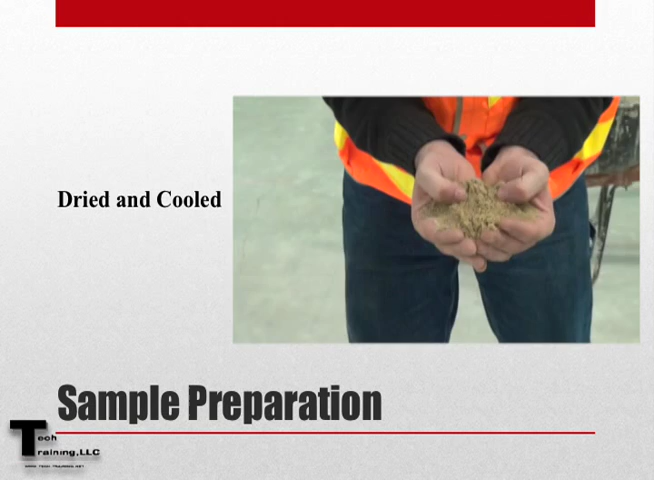 Dried and Cooled
Sample Preparation
Tech
Training, LLC